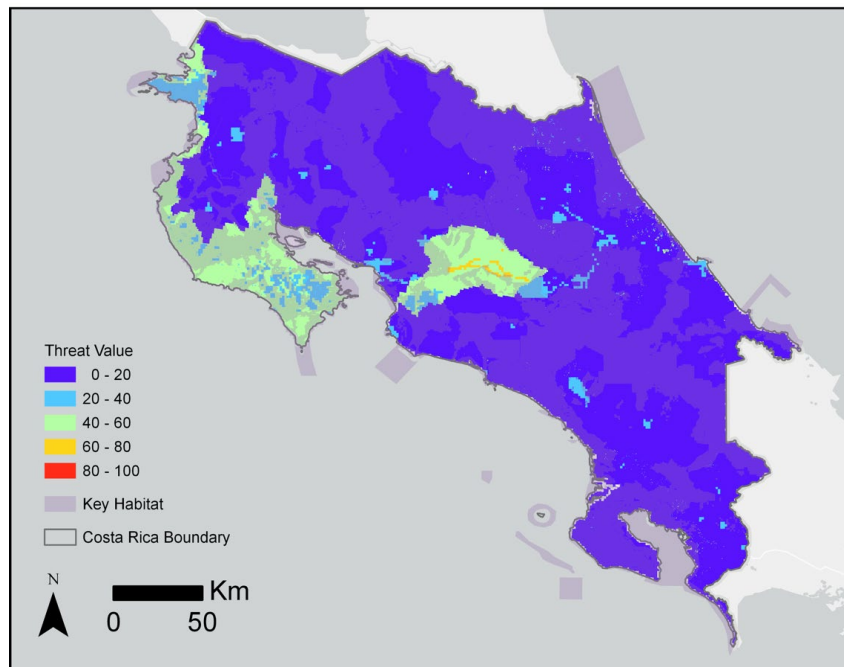 Threat Value
0 - 20
20 - 40
40 - 60
60 - 80
80 - 100
Key Habitat
Costa Rica Boundary
N
Km
0 50